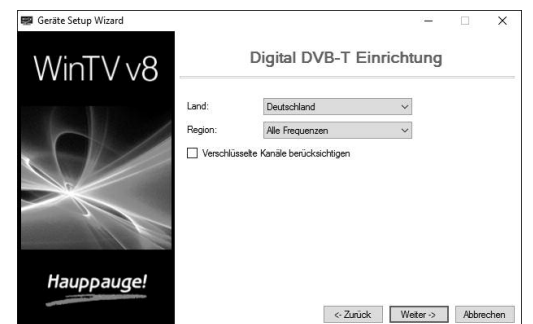 Geräte Setup Wizard
WinTV v8
Digital DVB-T Einrichtung
Land:
Deutschland
Region:
Alle Frequenzen
Verschlüsselte Kanäle berücksichtigen
Hauppauge!
<- Zurück
Weiter ->
Abbrechen